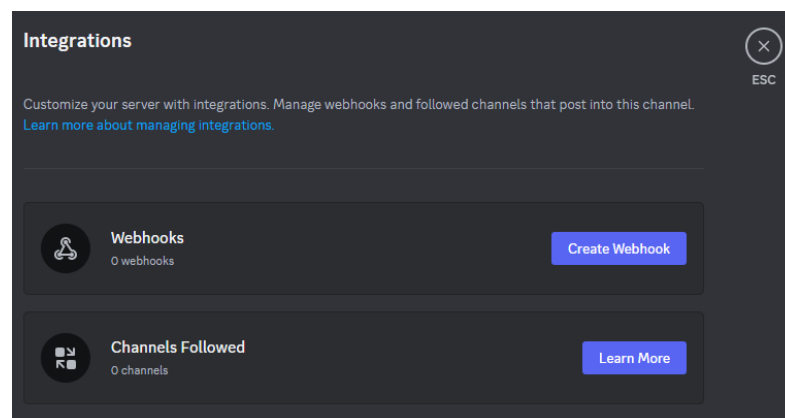 Integrations
ESC
Customize your server with integrations. Manage webhooks and followed channels that post into this channel.
Learn more about managing integrations.
Webhooks
0 webhooks
Create Webhook
Channels Followed
0 channels
Learn More